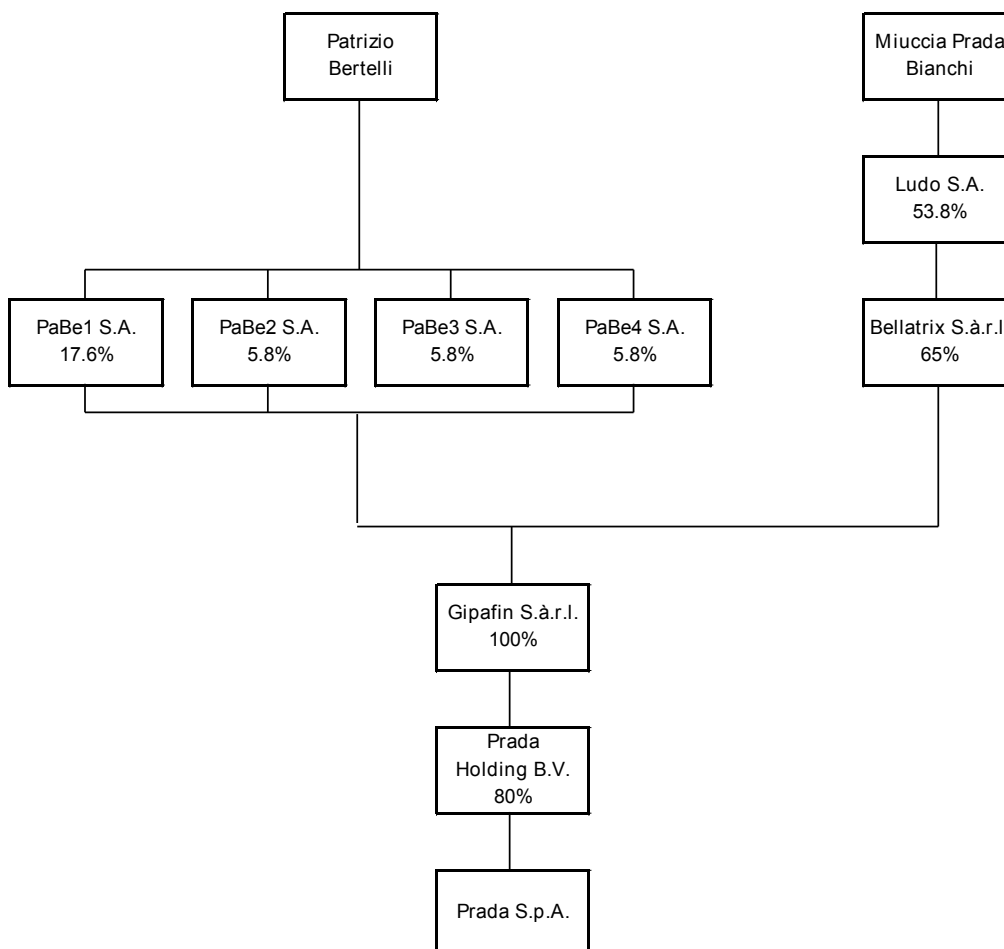 Patrizio
Bertelli
Miuccia Prada
Bianchi
Ludo S.A.
53.8%
PaBe1 S.A.
17.6%
PaBe2 S.A.
5.8%
PaBe3 S.A.
5.8%
PaBe4 S.A.
5.8%
Bellatrix S.à.r.l
65%
Gipafin S.à.r.l.
100%
Prada
Holding B.V.
80%
Prada S.p.A.